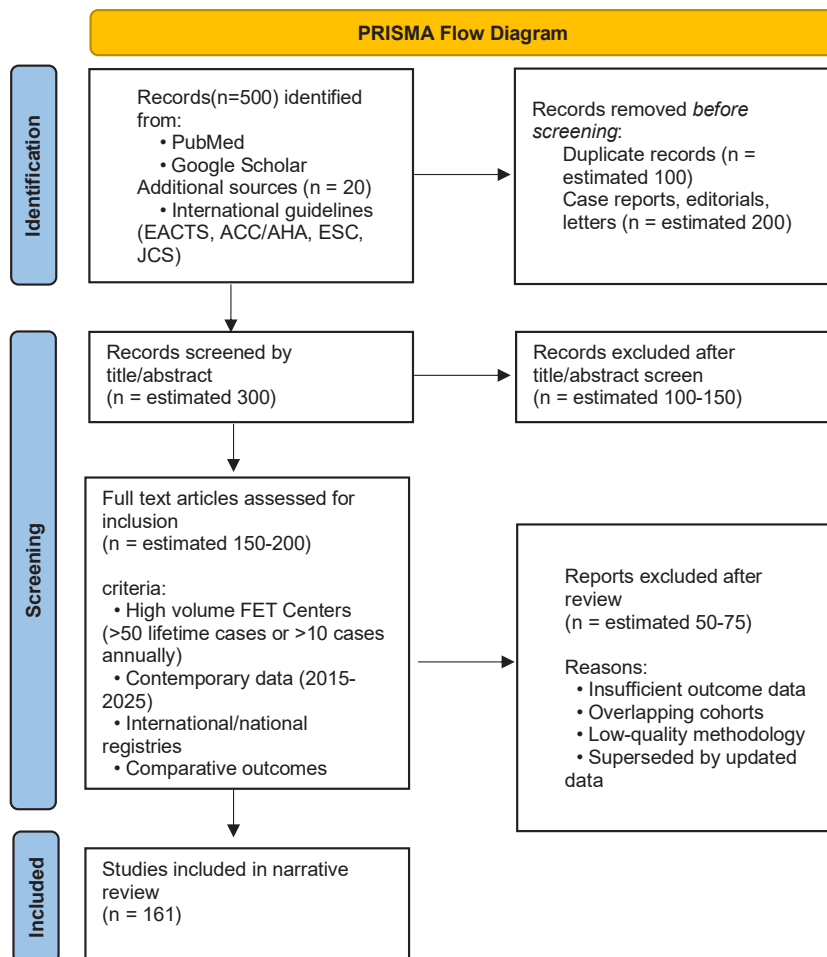 PRISMA Flow Diagram
Identification
Records(n=500) identified
from:
• PubMed
• Google Scholar
Additional sources (n = 20)
• International guidelines
(EACTS, ACC/AHA, ESC,
JCS)
Records removed before
screening:
Duplicate records (n =
estimated 100)
Case reports, editorials,
letters (n = estimated 200)
Screening
Records screened by
title/abstract
(n = estimated 300)
Records excluded after
title/abstract screen
(n = estimated 100-150)
Full text articles assessed for
inclusion
(n = estimated 150-200)
criteria:
• High volume FET Centers
(>50 lifetime cases or >10 cases
annually)
• Contemporary data (2015-
2025)
• International/national
registries
• Comparative outcomes
Reports excluded after
review
(n = estimated 50-75)
Reasons:
• Insufficient outcome data
• Overlapping cohorts
• Low-quality methodology
• Superseded by updated
data
Included
Studies included in narrative
review
(n = 161)